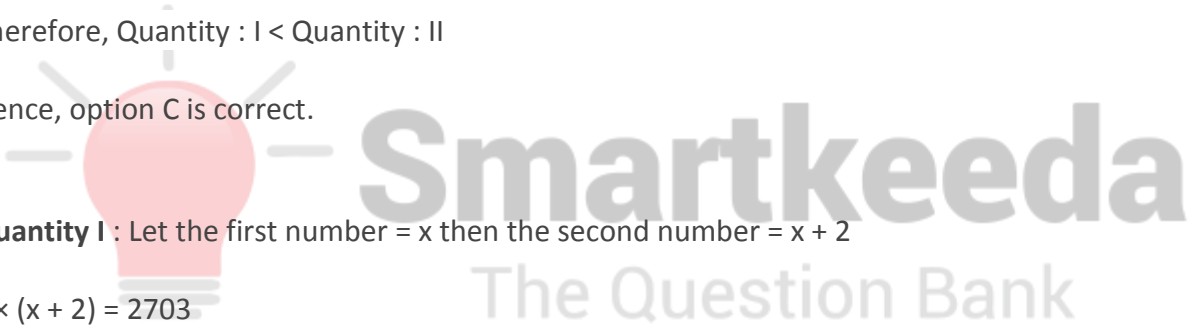 herefore, Quantity : I < Quantity : II
ence, option C is correct.
Smartkeeda
uantity I : Let the first number = x then the second number = x + 2
The Question Bank
× (x + 2) = 2703